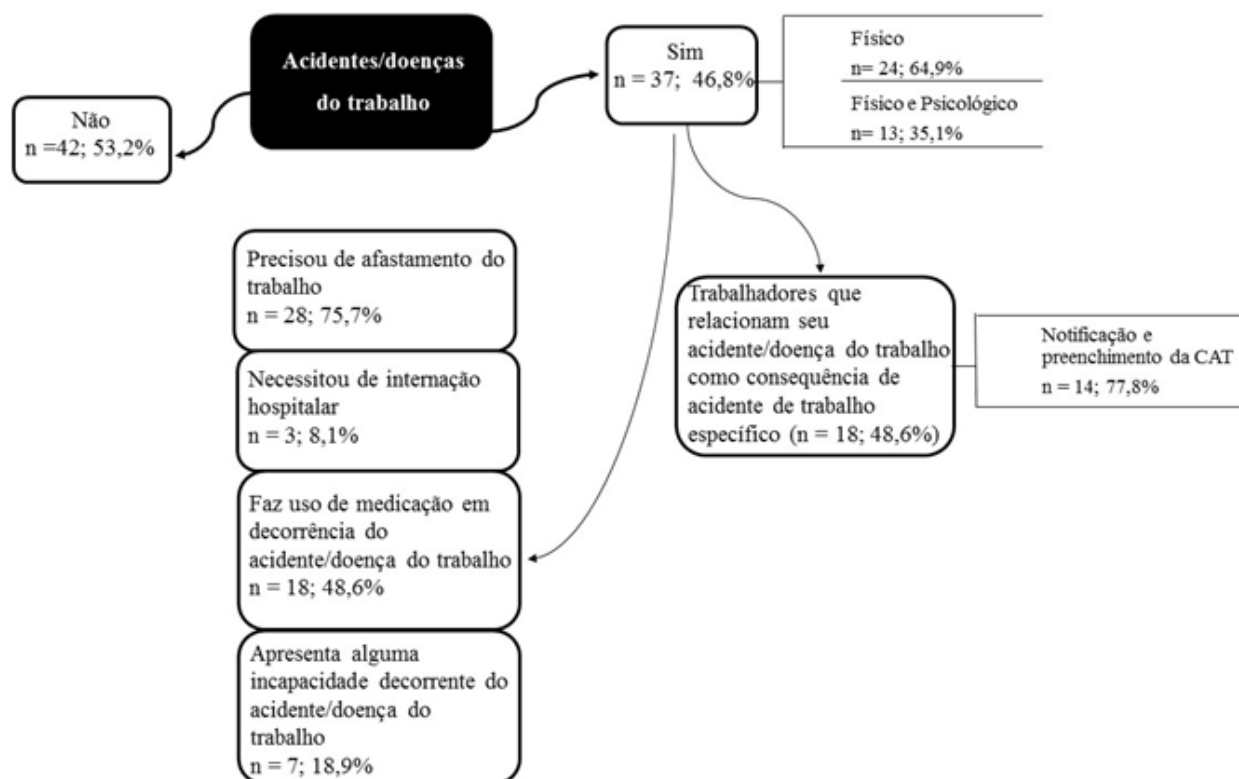 Acidentes/doenças
do trabalho
Não
n =42; 53,2%
Sim
n = 37;  46,8%
Físico
n= 24; 64,9%
Físico e Psicológico
n= 13; 35,1%
Precisou de afastamento do
trabalho
n = 28; 75,7%
Necessitou de internação
hospitalar
n = 3; 8,1%
Faz uso de medicação em
decorrência do
acidente/doença do trabalho
n = 18; 48,6%
Apresenta alguma
incapacidade decorrente do
acidente/doença do
trabalho
n = 7; 18,9%
Trabalhadores que
relacionam seu
acidente/doença do trabalho
como consequência de
acidente de trabalho
específico (n = 18; 48,6%)
Notificação e
preenchimento da CAT
n = 14; 77,8%